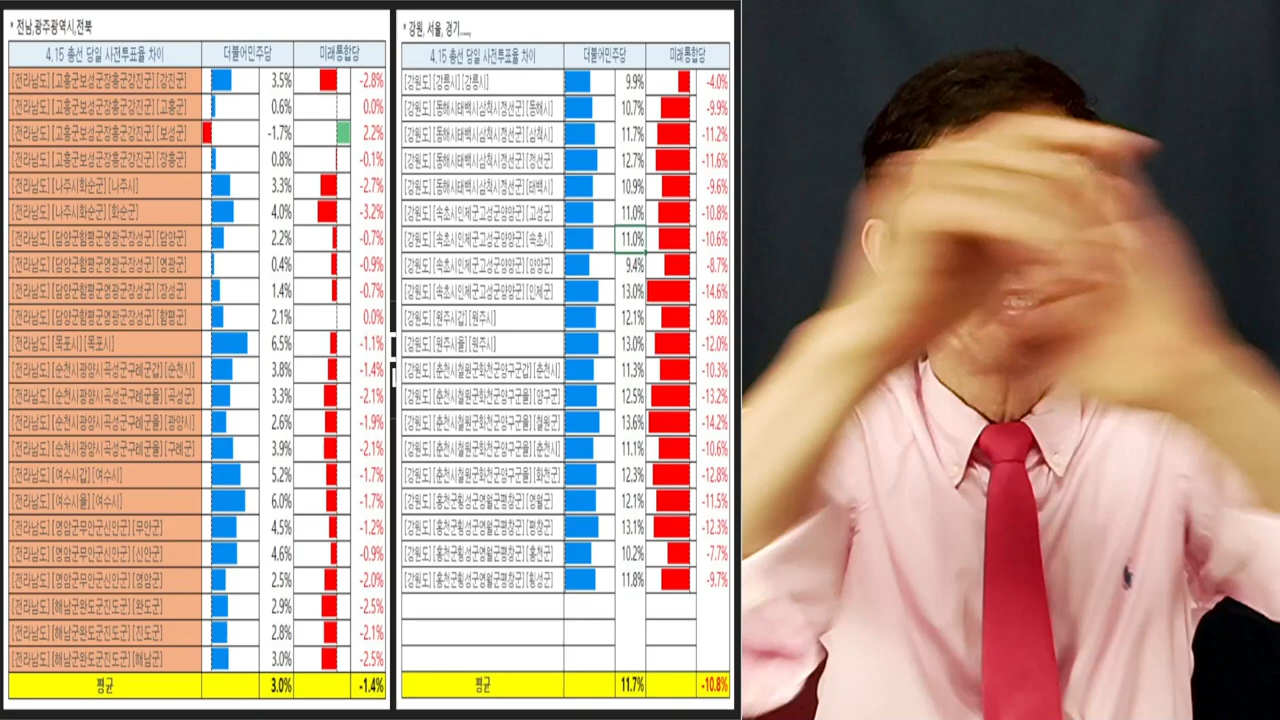 * 전남,광주광역시,전북
4.15 총선 당일 사전투표율 차이 더불어민주당 미래통합당
[전라남도] [고흥군보성군장흥군강진군] [강진군] 3.5% -2.8%
[전라남도] [고흥군보성군장흥군강진군] [고흥군] 0.6% 0.0%
[전라남도] [고흥군보성군장흥군강진군] [보성군] -1.7% 2.2%
[전라남도] [고흥군보성군장흥군강진군] [장흥군] 0.8% -0.1%
[전라남도] [나주시화순군] [나주시] 3.3% -2.7%
[전라남도] [나주시화순군] [화순군] 4.0% -3.2%
[전라남도] [담양군함평군영광군장성군] [담양군] 2.2% -0.7%
[전라남도] [담양군함평군영광군장성군] [영광군] 0.4% -0.9%
[전라남도] [담양군함평군영광군장성군] [장성군] 1.4% -0.7%
[전라남도] [담양군함평군영광군장성군] [함평군] 2.1% 0.0%
[전라남도] [목포시] [목포시] 6.5% -1.1%
[전라남도] [순천시광양시곡성군구례군갑] [순천시] 3.8% -1.4%
[전라남도] [순천시광양시곡성군구례군을] [곡성군] 3.3% -2.1%
[전라남도] [순천시광양시곡성군구례군을] [광양시] 2.6% -1.9%
[전라남도] [순천시광양시곡성군구례군을] [구례군] 3.9% -2.1%
[전라남도] [여수시갑] [여수시] 5.2% -1.7%
[전라남도] [여수시을] [여수시] 6.0% -1.7%
[전라남도] [영암군무안군신안군] [무안군] 4.5% -1.2%
[전라남도] [영암군무안군신안군] [신안군] 4.6% -0.9%
[전라남도] [영암군무안군신안군] [영암군] 2.5% -2.0%
[전라남도] [해남군완도군진도군] [완도군] 2.9% -2.5%
[전라남도] [해남군완도군진도군] [진도군] 2.8% -2.1%
[전라남도] [해남군완도군진도군] [해남군] 3.0% -2.5%
평균 3.0% -1.4%
* 강원, 서울, 경기.....
4.15 총선 당일 사전투표율 차이 더불어민주당 미래통합당
[강원도] [강릉시] [강릉시] 9.9% -4.0%
[강원도] [동해시태백시삼척시정선군] [동해시] 10.7% -9.9%
[강원도] [동해시태백시삼척시정선군] [삼척시] 11.7% -11.2%
[강원도] [동해시태백시삼척시정선군] [정선군] 12.7% -11.6%
[강원도] [동해시태백시삼척시정선군] [태백시] 10.9% -9.6%
[강원도] [속초시인제군고성군양양군] [고성군] 11.0% -10.8%
[강원도] [속초시인제군고성군양양군] [속초시] 11.0% -10.6%
[강원도] [속초시인제군고성군양양군] [양양군] 9.4% -8.7%
[강원도] [속초시인제군고성군양양군] [인제군] 13.0% -14.6%
[강원도] [원주시갑] [원주시] 12.1% -9.8%
[강원도] [원주시을] [원주시] 13.0% -12.0%
[강원도] [춘천시철원군화천군양구군갑] [춘천시] 11.3% -10.3%
[강원도] [춘천시철원군화천군양구군을] [양구군] 12.5% -13.2%
[강원도] [춘천시철원군화천군양구군을] [철원군] 13.6% -14.2%
[강원도] [춘천시철원군화천군양구군을] [춘천시] 11.1% -10.6%
[강원도] [춘천시철원군화천군양구군을] [화천군] 12.3% -12.8%
[강원도] [홍천군횡성군영월군평창군] [영월군] 12.1% -11.5%
[강원도] [홍천군횡성군영월군평창군] [평창군] 13.1% -12.3%
[강원도] [홍천군횡성군영월군평창군] [홍천군] 10.2% -7.7%
[강원도] [홍천군횡성군영월군평창군] [횡성군] 11.8% -9.7%
평균 11.7% -10.8%